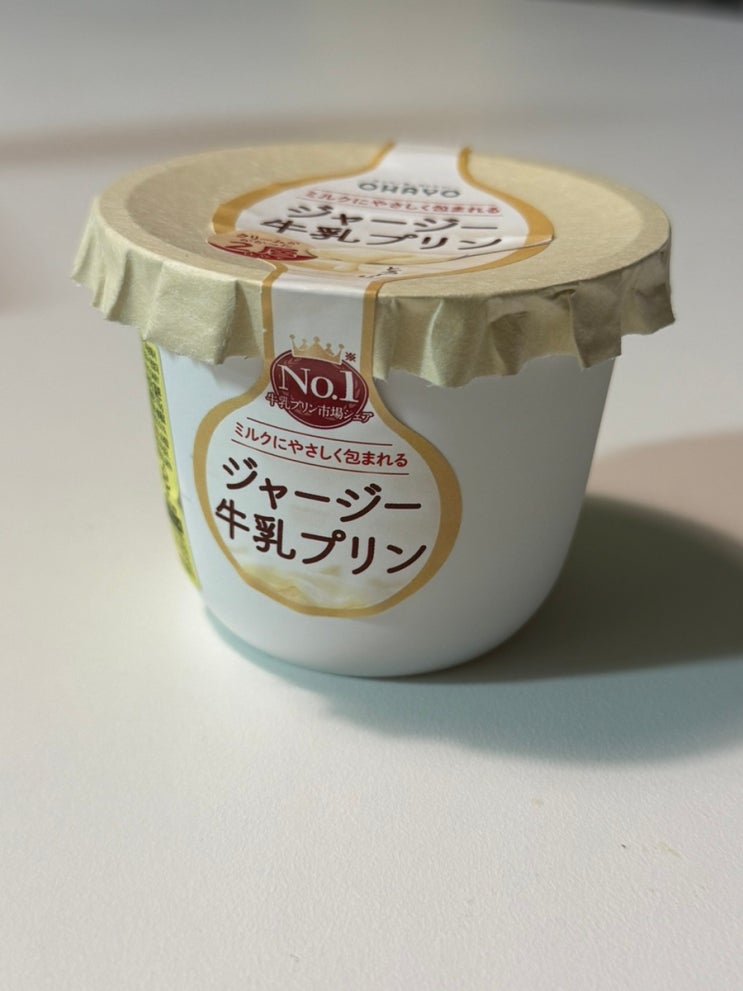 OHAYO
ミルクにやさしく包まれる
ジャージー
牛乳プリン
※
No.1
牛乳プリン市場シェア
ミルクにやさしく包まれる
ジャージー
牛乳プリン